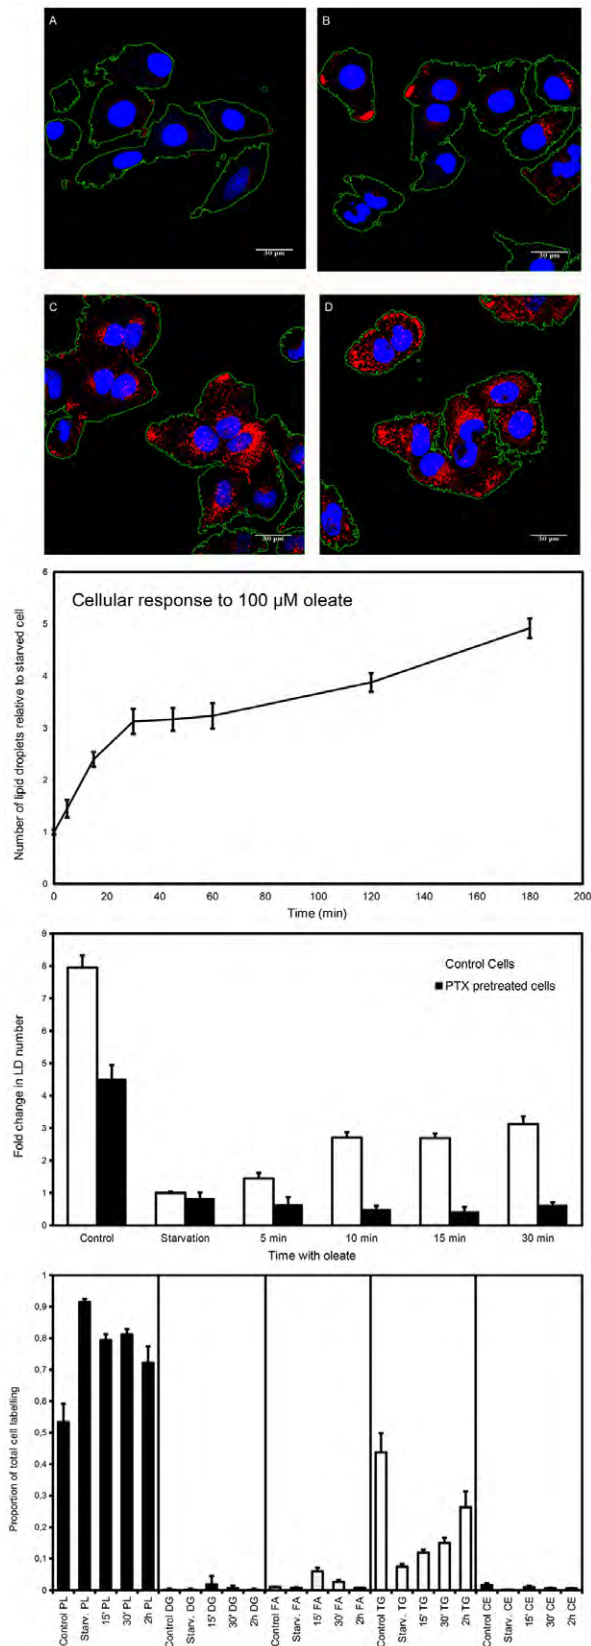 A
B
30 µm
30 µm
C
D
30 µm
30 µm
Cellular response to 100 µM oleate
Number of lipid droplets relative to starved cell
6
5
4
3
2
1
0
0 20 40 60 80 100 120 140 160 180 200
Time (min)
Fold change in LD number
9
8
7
6
5
4
3
2
1
0
Control Cells
PTX pretreated cells
Control Starvation 5 min 10 min 15 min 30 min
Time with oleate
Proportion of total cell labelling
1
0,9
0,8
0,7
0,6
0,5
0,4
0,3
0,2
0,1
0
Control PL
Starv. PL
15' PL
30' PL
2h PL
Control DG
Starv. DG
15' DG
30' DG
2h DG
Control FA
Starv. FA
15' FA
30' FA
2h FA
Control TG
Starv. TG
15' TG
30' TG
2h TG
Control CE
Starv. CE
15' CE
30' CE
2h CE